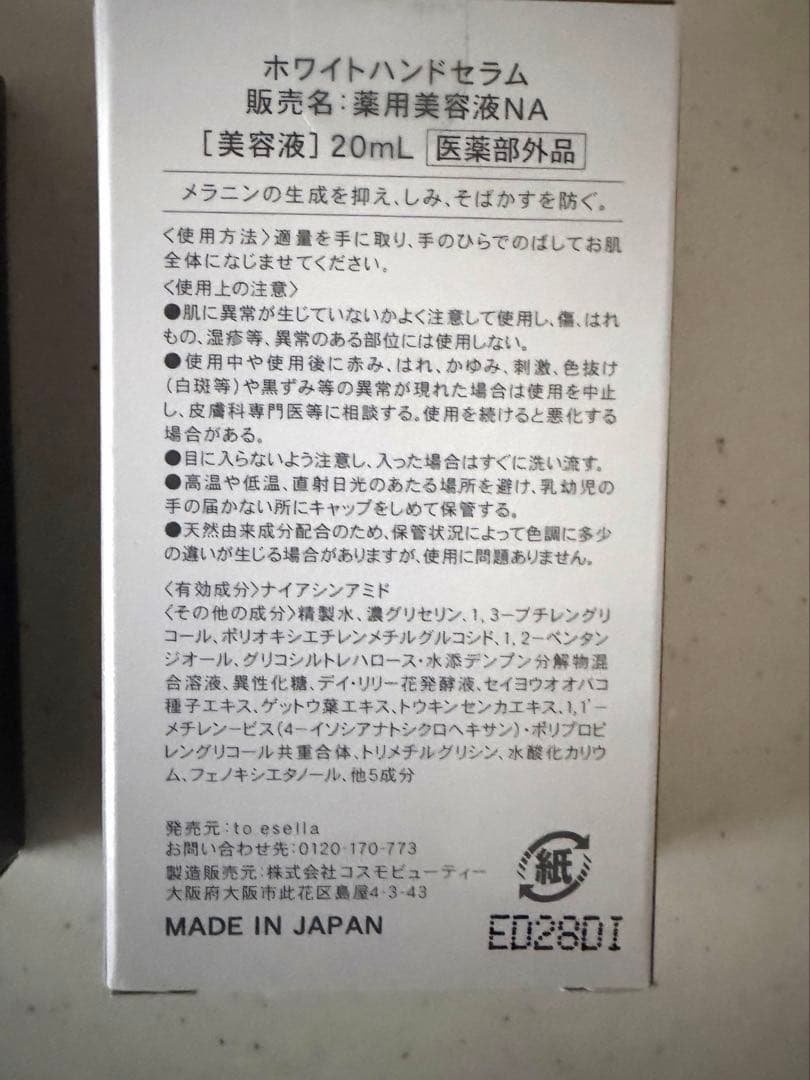 ホワイトハンドセラム
販売名:薬用美容液NA
[美容液] 20mL 医薬部外品
メラニンの生成を抑え、しみ、そばかすを防ぐ。
〈使用方法〉適量を手に取り、手のひらでのばしてお肌
全体になじませてください。
〈使用上の注意〉
●肌に異常が生じていないかよく注意して使用し、傷、はれ
もの、湿疹等、異常のある部位には使用しない。
●使用中や使用後に赤み、はれ、かゆみ、刺激、色抜け
(白斑等)や黒ずみ等の異常が現れた場合は使用を中止
し、皮膚科専門医等に相談する。使用を続けると悪化する
場合がある。
●目に入らないよう注意し、入った場合はすぐに洗い流す。
●高温や低温、直射日光のあたる場所を避け、乳幼児の
手の届かない所にキャップをしめて保管する。
●天然由来成分配合のため、保管状況によって色調に多少
の違いが生じる場合がありますが、使用に問題ありません。
〈有効成分〉ナイアシンアミド
〈その他の成分〉精製水、濃グリセリン、1,3-ブチレングリ
コール、ポリオキシエチレンメチルグルコシド、1,2-ペンタン
ジオール、グリコシルトレハロース・水添デンプン分解物混
合溶液、異性化糖、デイ・リリー花発酵液、セイヨウオオバコ
種子エキス、ゲットウ葉エキス、トウキンセンカエキス、1,1'-
メチレン-ビス(4-イソシアナトシクロヘキサン)・ポリプロピ
レングリコール共重合体、トリメチルグリシン、水酸化カリウ
ム、フェノキシエタノール、他5成分
発売元:to esella
お問い合わせ先:0120-170-773
製造販売元:株式会社コスモビューティー
大阪府大阪市此花区島屋4-3-43
紙
MADE IN JAPAN
ED28DI